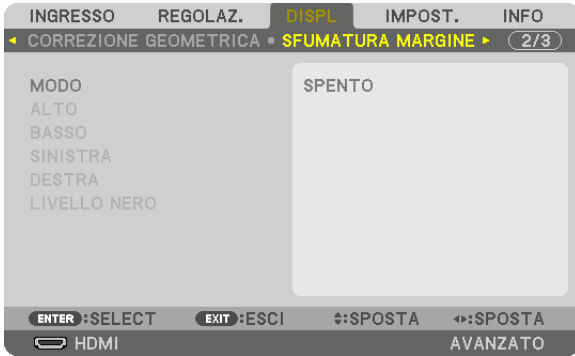 INGRESSO REGOLAZ. DISPL IMPOST. INFO
CORREZIONE GEOMETRICA • SFUMATURA MARGINE 2/3
MODO SPENTO
ALTO
BASSO
SINISTRA
DESTRA
LIVELLO NERO
ENTER :SELECT EXIT :ESCI :SPOSTA :SPOSTA
HDMI AVANZATO